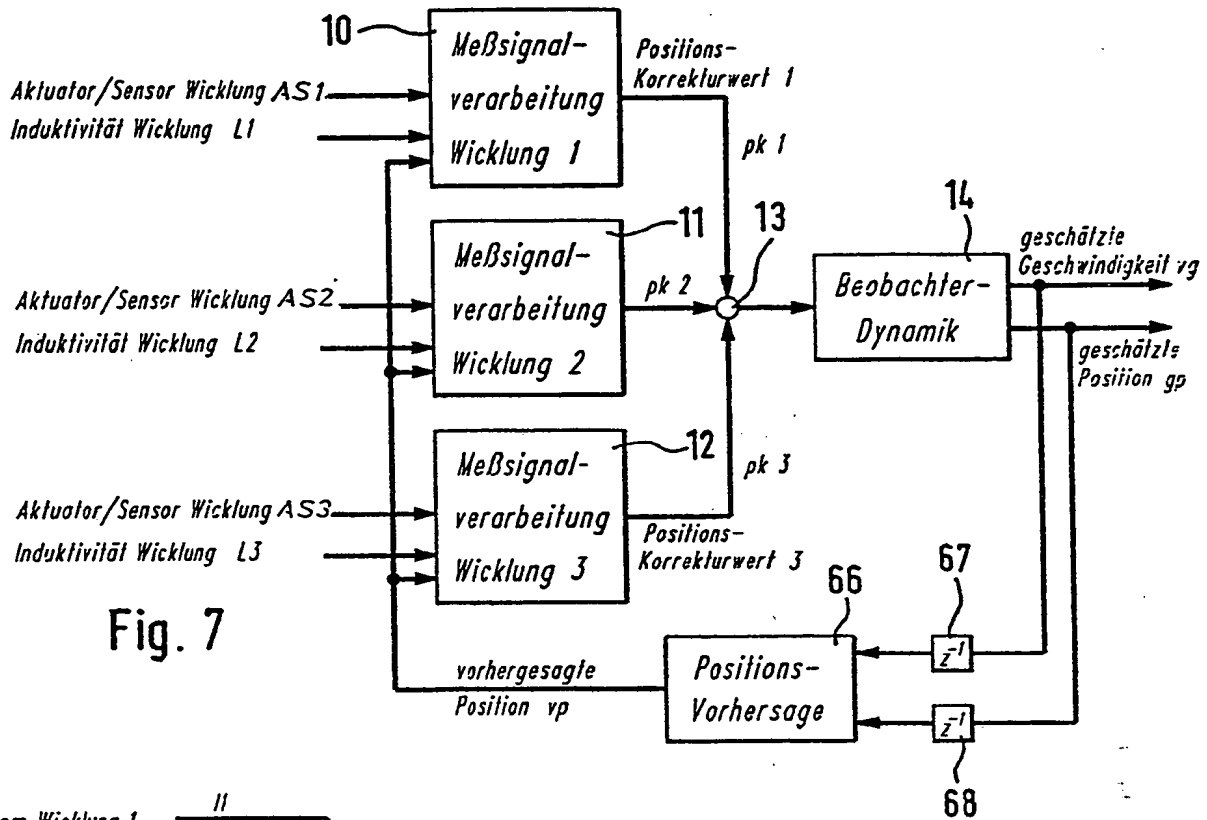 10
Meßsignal-
verarbeitung
Wicklung 1
Aktuator/Sensor Wicklung AS1
Induktivität Wicklung L1
Positions-
Korrekturwert 1
pk 1
11
Meßsignal-
verarbeitung
Wicklung 2
Aktuator/Sensor Wicklung AS2
Induktivität Wicklung L2
pk 2
13
14
Beobachter-
Dynamik
geschätzte
Geschwindigkeit vg
geschätzte
Position gp
12
Meßsignal-
verarbeitung
Wicklung 3
Aktuator/Sensor Wicklung AS3
Induktivität Wicklung L3
pk 3
Positions-
Korrekturwert 3
Fig. 7
66
Positions-
Vorhersage
67
z⁻¹
z⁻¹
68
vorhergesagte
Position vp
Wicklung 1